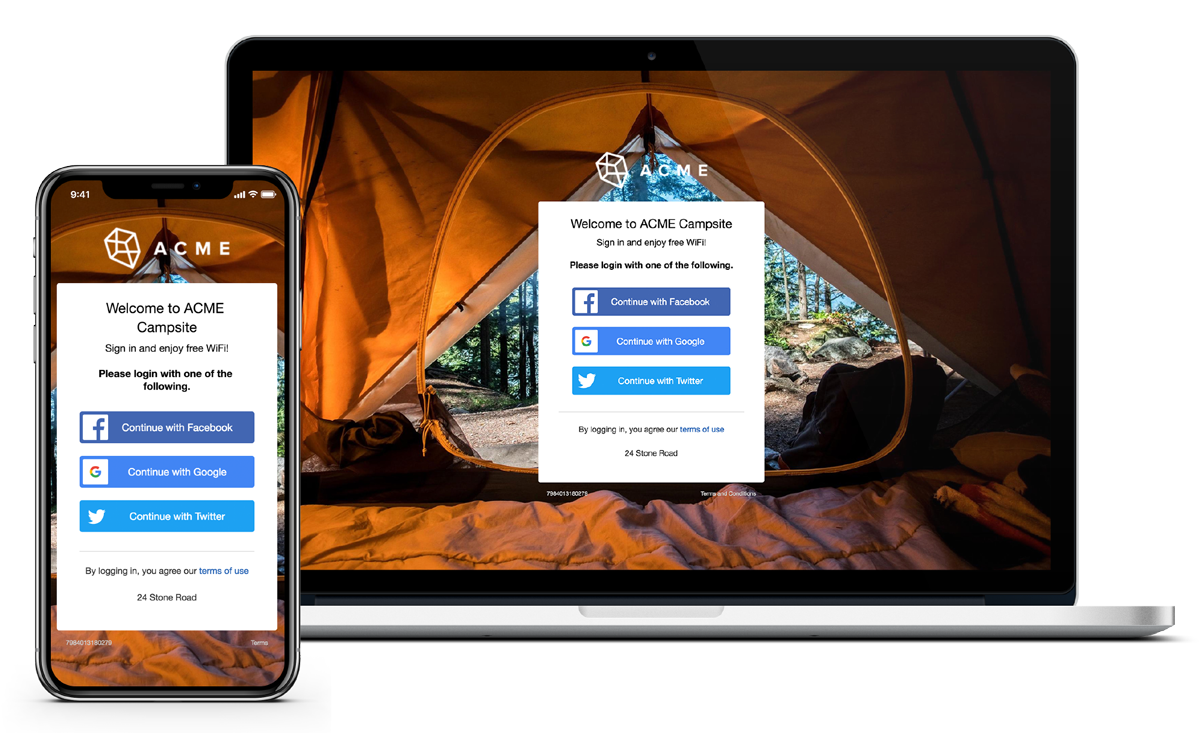 9:41
ACME
Welcome to ACME
Campsite
Sign in and enjoy free WiFi!
Please login with one of the
following.
Continue with Facebook
Continue with Google
Continue with Twitter
By logging in, you agree our terms of use
24 Stone Road
7984013180279
Terms
ACME
Welcome to ACME Campsite
Sign in and enjoy free WiFi!
Please login with one of the following.
Continue with Facebook
Continue with Google
Continue with Twitter
By logging in, you agree our terms of use
24 Stone Road
7984013180279
Terms and Conditions